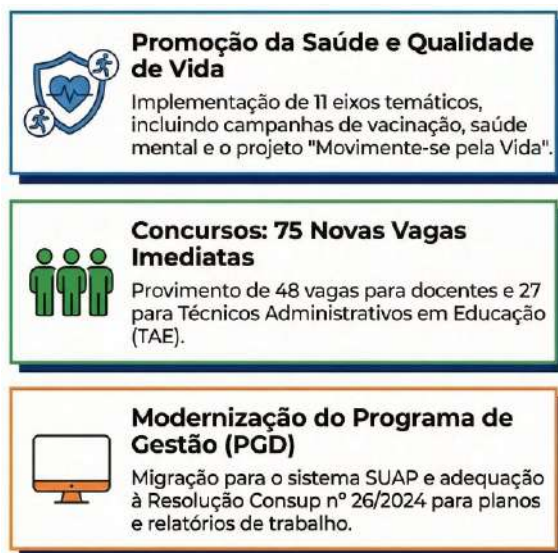 Promoção da Saúde e Qualidade
de Vida
Implementação de 11 eixos temáticos,
incluindo campanhas de vacinação, saúde
mental e o projeto "Movimente-se pela Vida".
Concursos: 75 Novas Vagas
Imediatas
Provimento de 48 vagas para docentes e 27
para Técnicos Administrativos em Educação
(TAE).
Modernização do Programa de
Gestão (PGD)
Migração para o sistema SUAP e adequação
à Resolução Consup nº 26/2024 para planos
e relatórios de trabalho.